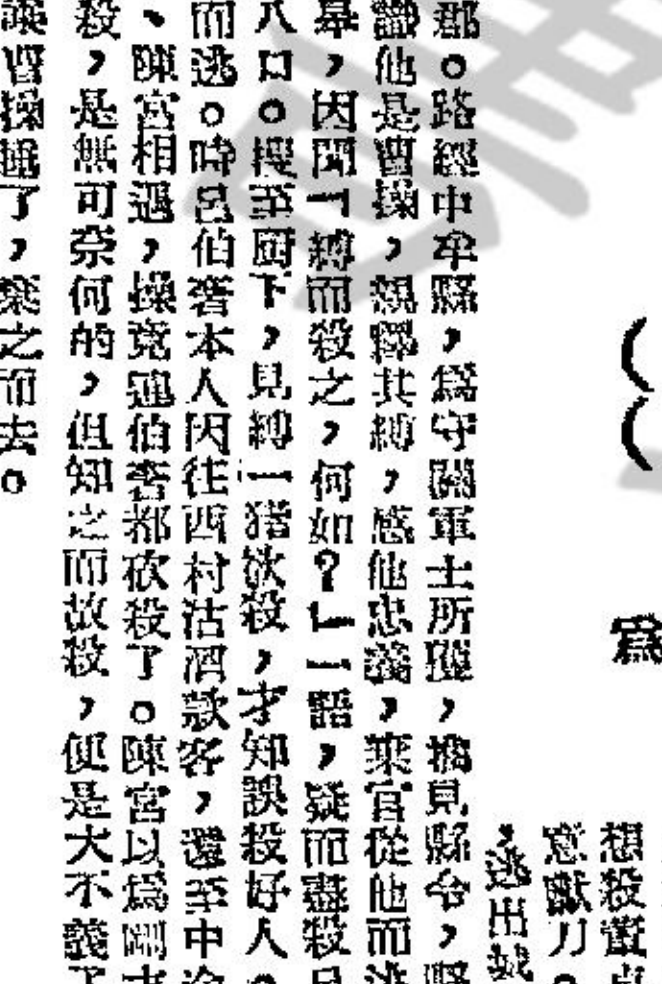 想殺董卓
意獻刀。
，逃出城
郡。路經中牟縣，爲守關軍士所獲，擒見縣令，縣
識他是曹操，親釋其縛，感他忠義，棄官從他而逃
，因聞「縛而殺之，何如？」一語，疑而盡殺呂
八口。搜至厨下，見縛一猪欲殺，才知誤殺好人。
而逃。時呂伯奢本人因往西村沽酒款客，還至中途
、陳宮相遇，操竟連伯奢都砍殺了。陳宮以爲
殺，是無可奈何的，但知之而故殺，便是大不義了
曹操 了，棄之而去。